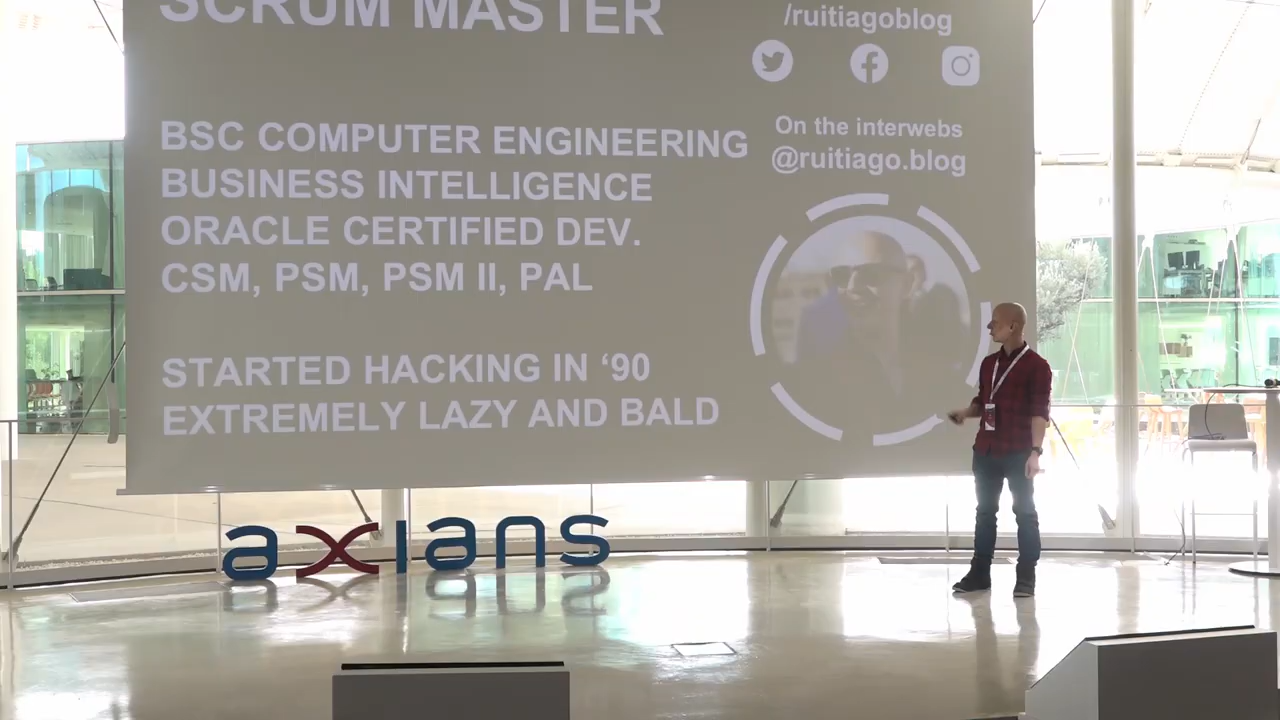 SCRUM MASTER
BSC COMPUTER ENGINEERING
BUSINESS INTELLIGENCE
ORACLE CERTIFIED DEV.
CSM, PSM, PSM II, PAL
STARTED HACKING IN ‘90
EXTREMELY LAZY AND BALD
/ruitiagoblog
On the interwebs
@ruitiago.blog
axians